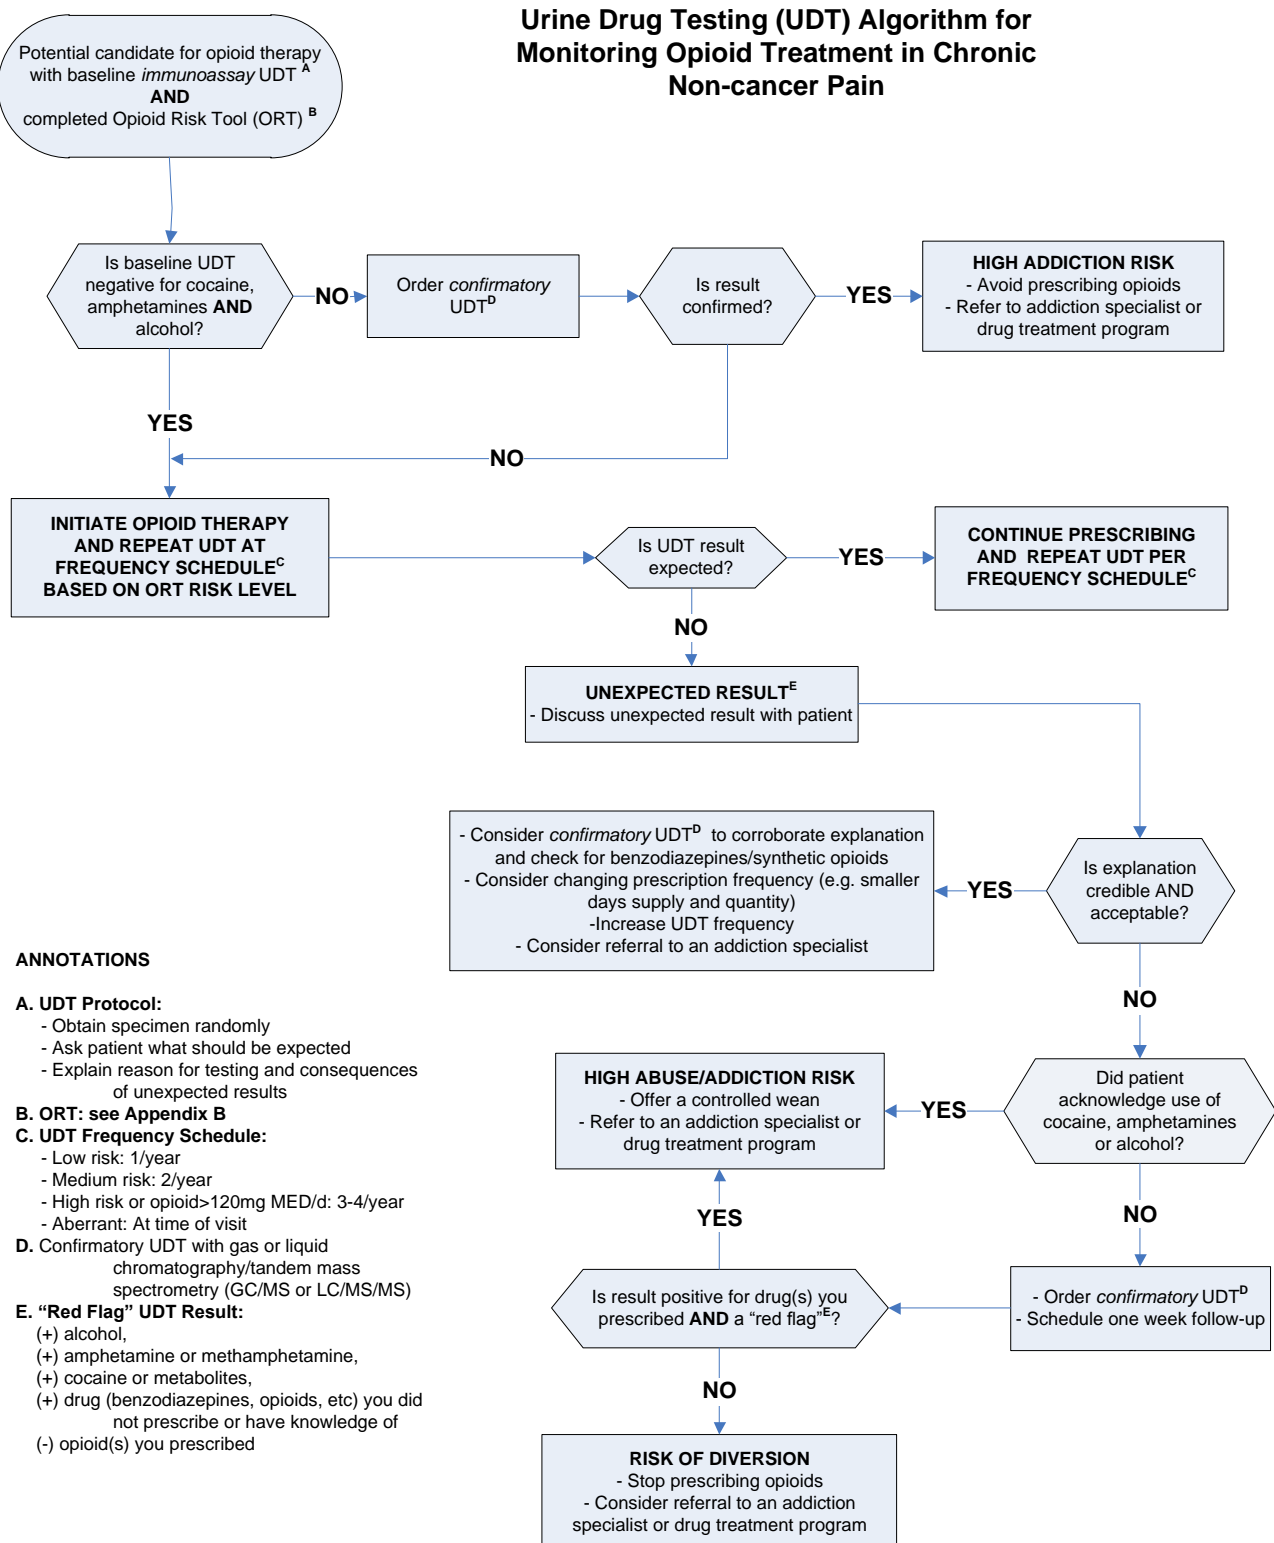 Urine Drug Testing (UDT) Algorithm for
Monitoring Opioid Treatment in Chronic
Non-cancer Pain
Potential candidate for opioid therapy
with baseline immunoassay UDT A
AND
completed Opioid Risk Tool (ORT) B
Is baseline UDT
negative for cocaine,
amphetamines AND
alcohol?
NO
Order confirmatory
UDTD
Is result
confirmed?
YES
HIGH ADDICTION RISK
- Avoid prescribing opioids
- Refer to addiction specialist or
drug treatment program
YES
NO
INITIATE OPIOID THERAPY
AND REPEAT UDT AT
FREQUENCY SCHEDULEC
BASED ON ORT RISK LEVEL
Is UDT result
expected?
YES
CONTINUE PRESCRIBING
AND REPEAT UDT PER
FREQUENCY SCHEDULEC
NO
UNEXPECTED RESULTE
- Discuss unexpected result with patient
- Consider confirmatory UDTD to corroborate explanation
and check for benzodiazepines/synthetic opioids
- Consider changing prescription frequency (e.g. smaller
days supply and quantity)
-Increase UDT frequency
- Consider referral to an addiction specialist
YES
Is explanation
credible AND
acceptable?
NO
HIGH ABUSE/ADDICTION RISK
- Offer a controlled wean
- Refer to an addiction specialist or
drug treatment program
YES
Did patient
acknowledge use of
cocaine, amphetamines
or alcohol?
YES
NO
Is result positive for drug(s) you
prescribed AND a “red flag”E?
- Order confirmatory UDTD
- Schedule one week follow-up
NO
RISK OF DIVERSION
- Stop prescribing opioids
- Consider referral to an addiction
specialist or drug treatment program
ANNOTATIONS
A. UDT Protocol:
- Obtain specimen randomly
- Ask patient what should be expected
- Explain reason for testing and consequences
of unexpected results
B. ORT: see Appendix B
C. UDT Frequency Schedule:
- Low risk: 1/year
- Medium risk: 2/year
- High risk or opioid>120mg MED/d: 3-4/year
- Aberrant: At time of visit
D. Confirmatory UDT with gas or liquid
chromatography/tandem mass
spectrometry (GC/MS or LC/MS/MS)
E. “Red Flag” UDT Result:
(+) alcohol,
(+) amphetamine or methamphetamine,
(+) cocaine or metabolites,
(+) drug (benzodiazepines, opioids, etc) you did
not prescribe or have knowledge of
(-) opioid(s) you prescribed